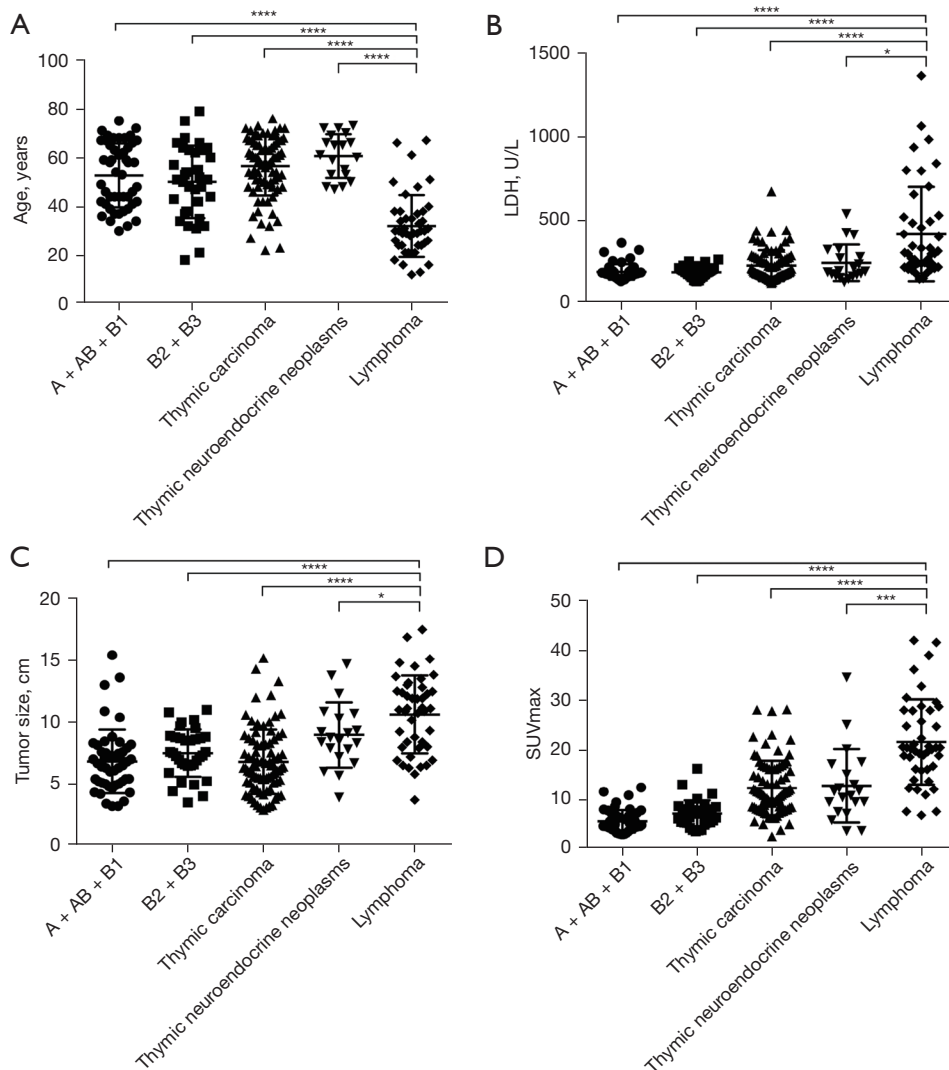 A
****
****
****
****
Age, years
100
80
60
40
20
0
A + AB + B1
B2 + B3
Thymic carcinoma
Thymic neuroendocrine neoplasms
Lymphoma
B
****
****
****
*
LDH, U/L
1500
1000
500
0
A + AB + B1
B2 + B3
Thymic carcinoma
Thymic neuroendocrine neoplasms
Lymphoma
C
****
****
*
Tumor size, cm
20
15
10
5
0
A + AB + B1
B2 + B3
Thymic carcinoma
Thymic neuroendocrine neoplasms
Lymphoma
D
****
****
***
SUVmax
50
40
30
20
10
0
A + AB + B1
B2 + B3
Thymic carcinoma
Thymic neuroendocrine neoplasms
Lymphoma